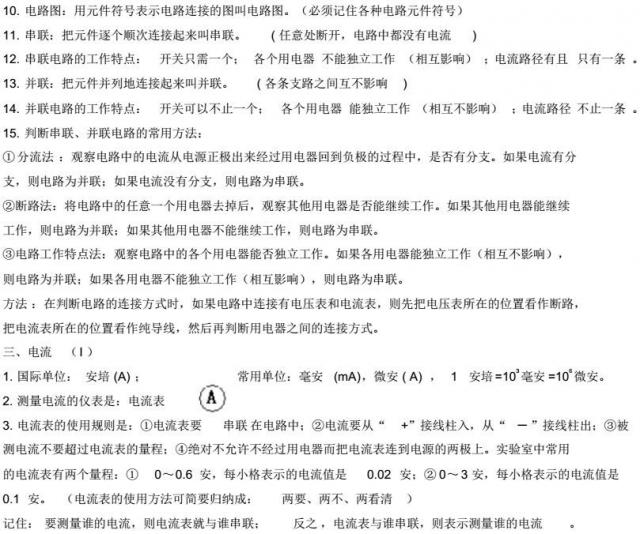 10. 电路图：用元件符号表示电路连接的图叫电路图。（必须记住各种电路元件符号）
11. 串联：把元件逐个顺次连接起来叫串联。 （任意处断开，电路中都没有电流 ）
12. 串联电路的工作特点： 开关只需一个； 各个用电器 不能独立工作 （相互影响）；电流路径有且 只有一条 。
13. 并联：把元件并列地连接起来叫并联。 （各条支路之间互不影响 ）
14. 并联电路的工作特点： 开关可以不止一个； 各个用电器 能独立工作 （相互不影响） ；电流路径 不止一条 。
15. 判断串联、并联电路的常用方法：
①分流法 ：观察电路中的电流从电源正极出来经过用电器回到负极的过程中，是否有分支。如果电流有分
支，则电路为并联；如果电流没有分支，则电路为串联。
②断路法：将电路中的任意一个用电器去掉后，观察其他用电器是否能继续工作。如果其他用电器能继续
工作，则电路为并联；如果其他用电器不能继续工作，则电路为串联。
③电路工作特点法：观察电路中的各个用电器能否独立工作。如果各用电器能独立工作（相互不影响），
则电路为并联；如果各用电器不能独立工作（相互影响），则电路为串联。
方法 ：在判断电路的连接方式时，如果电路中连接有电压表和电流表，则先把电压表所在的位置看作断路，
把电流表所在的位置看作纯导线，然后再判断用电器之间的连接方式。
三、电流 （I ）
1. 国际单位： 安培 (A) ； 常用单位：毫安 (mA)，微安 ( A) ， 1 安培=10³毫安=10⁶微安。
2. 测量电流的仪表是：电流表 A
3. 电流表的使用规则是：①电流表要 串联 在电路中；②电流要从“ +”接线柱入，从“ －”接线柱出；③被
测电流不要超过电流表的量程；④绝对不允许不经过用电器而把电流表连到电源的两极上。实验室中常用
的电流表有两个量程：① 0～0.6 安，每小格表示的电流值是 0.02 安；②0～3 安，每小格表示的电流值是
0.1 安。 （电流表的使用方法可简要归纳成： 两要、两不、两看清 ）
记住： 要测量谁的电流，则电流表就与谁串联； 反之 ，电流表与谁串联，则表示测量谁的电流 。